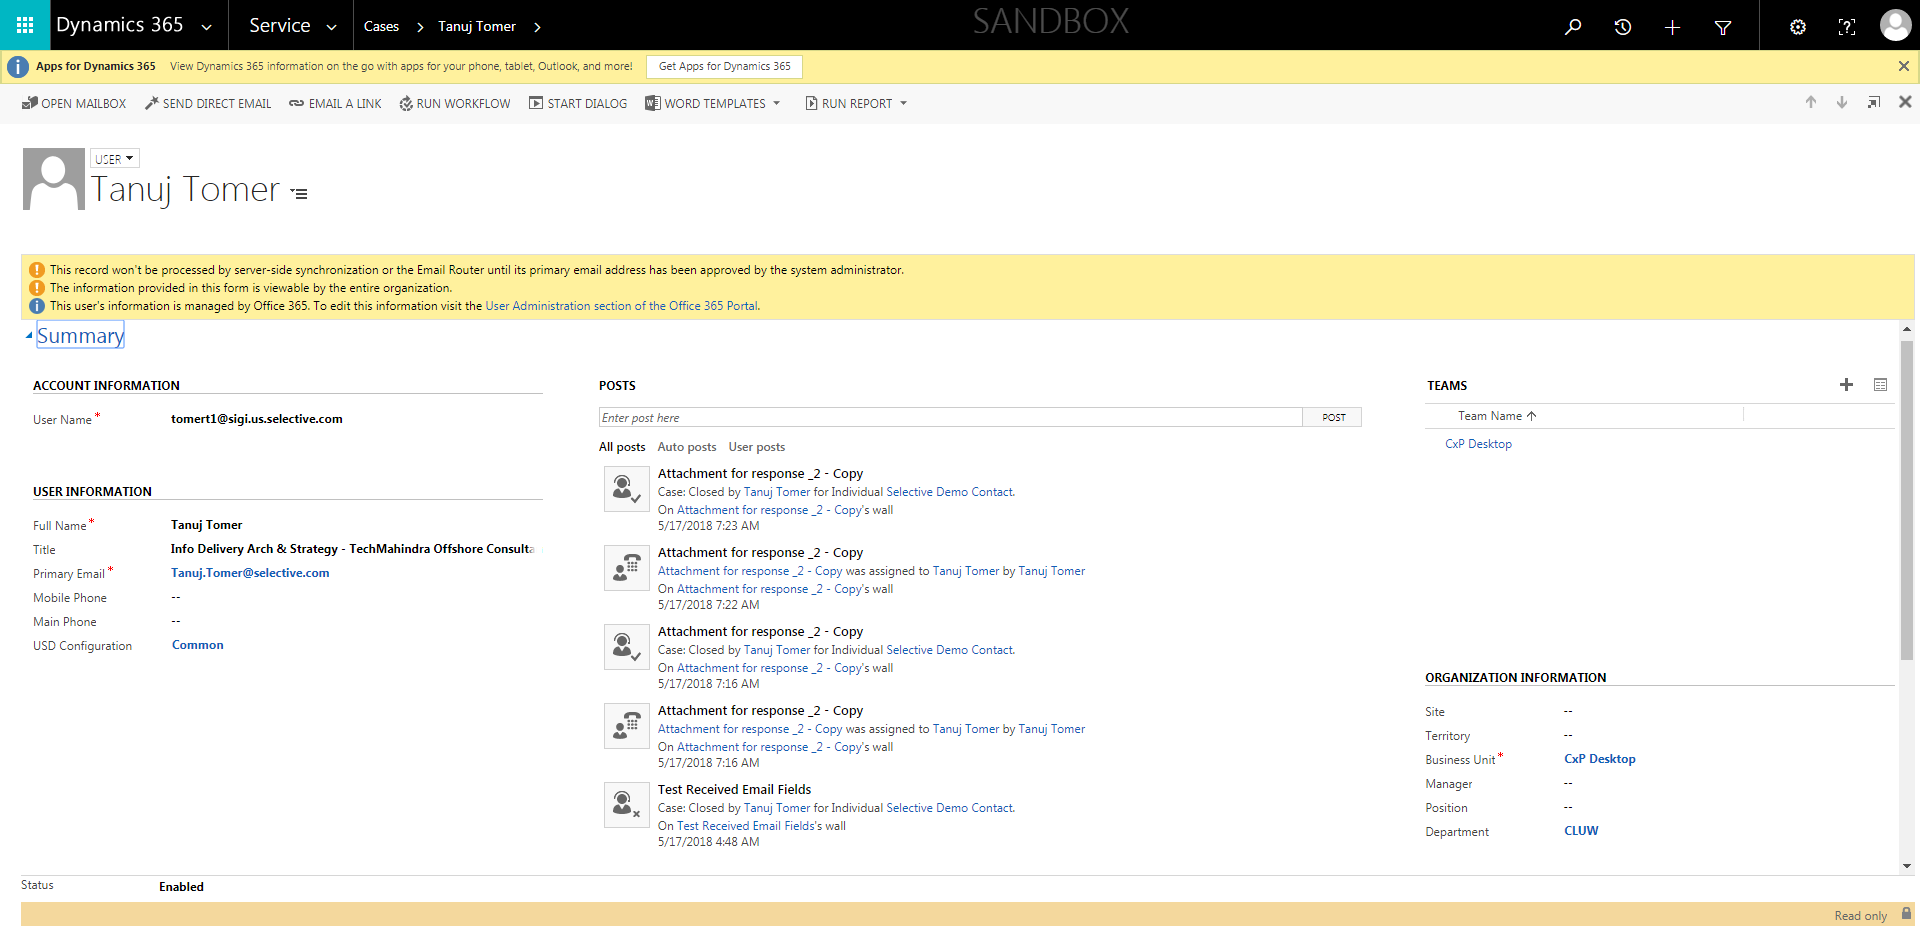 Dynamics 365 Service Cases Tanuj Tomer SANDBOX
Apps for Dynamics 365 View Dynamics 365 information on the go with apps for your phone, tablet, Outlook, and more! Get Apps for Dynamics 365
OPEN MAILBOX SEND DIRECT EMAIL EMAIL A LINK RUN WORKFLOW START DIALOG WORD TEMPLATES RUN REPORT
USER
Tanuj Tomer
This record won't be processed by server-side synchronization or the Email Router until its primary email address has been approved by the system administrator.
The information provided in this form is viewable by the entire organization.
This user's information is managed by Office 365. To edit this information visit the User Administration section of the Office 365 Portal.
Summary
ACCOUNT INFORMATION
User Name* tomert1@sigi.us.selective.com
USER INFORMATION
Full Name* Tanuj Tomer
Title Info Delivery Arch & Strategy - TechMahindra Offshore Consulta
Primary Email* Tanuj.Tomer@selective.com
Mobile Phone --
Main Phone --
USD Configuration Common
POSTS
Enter post here POST
All posts Auto posts User posts
Attachment for response _2 - Copy
Case: Closed by Tanuj Tomer for Individual Selective Demo Contact.
On Attachment for response _2 - Copy's wall
5/17/2018 7:23 AM
Attachment for response _2 - Copy
Attachment for response _2 - Copy was assigned to Tanuj Tomer by Tanuj Tomer
On Attachment for response _2 - Copy's wall
5/17/2018 7:22 AM
Attachment for response _2 - Copy
Case: Closed by Tanuj Tomer for Individual Selective Demo Contact.
On Attachment for response _2 - Copy's wall
5/17/2018 7:16 AM
Attachment for response _2 - Copy
Attachment for response _2 - Copy was assigned to Tanuj Tomer by Tanuj Tomer
On Attachment for response _2 - Copy's wall
5/17/2018 7:16 AM
Test Received Email Fields
Case: Closed by Tanuj Tomer for Individual Selective Demo Contact.
On Test Received Email Fields's wall
5/17/2018 4:48 AM
TEAMS
Team Name
CxP Desktop
ORGANIZATION INFORMATION
Site --
Territory --
Business Unit* CxP Desktop
Manager --
Position --
Department CLUW
Status Enabled
Read only